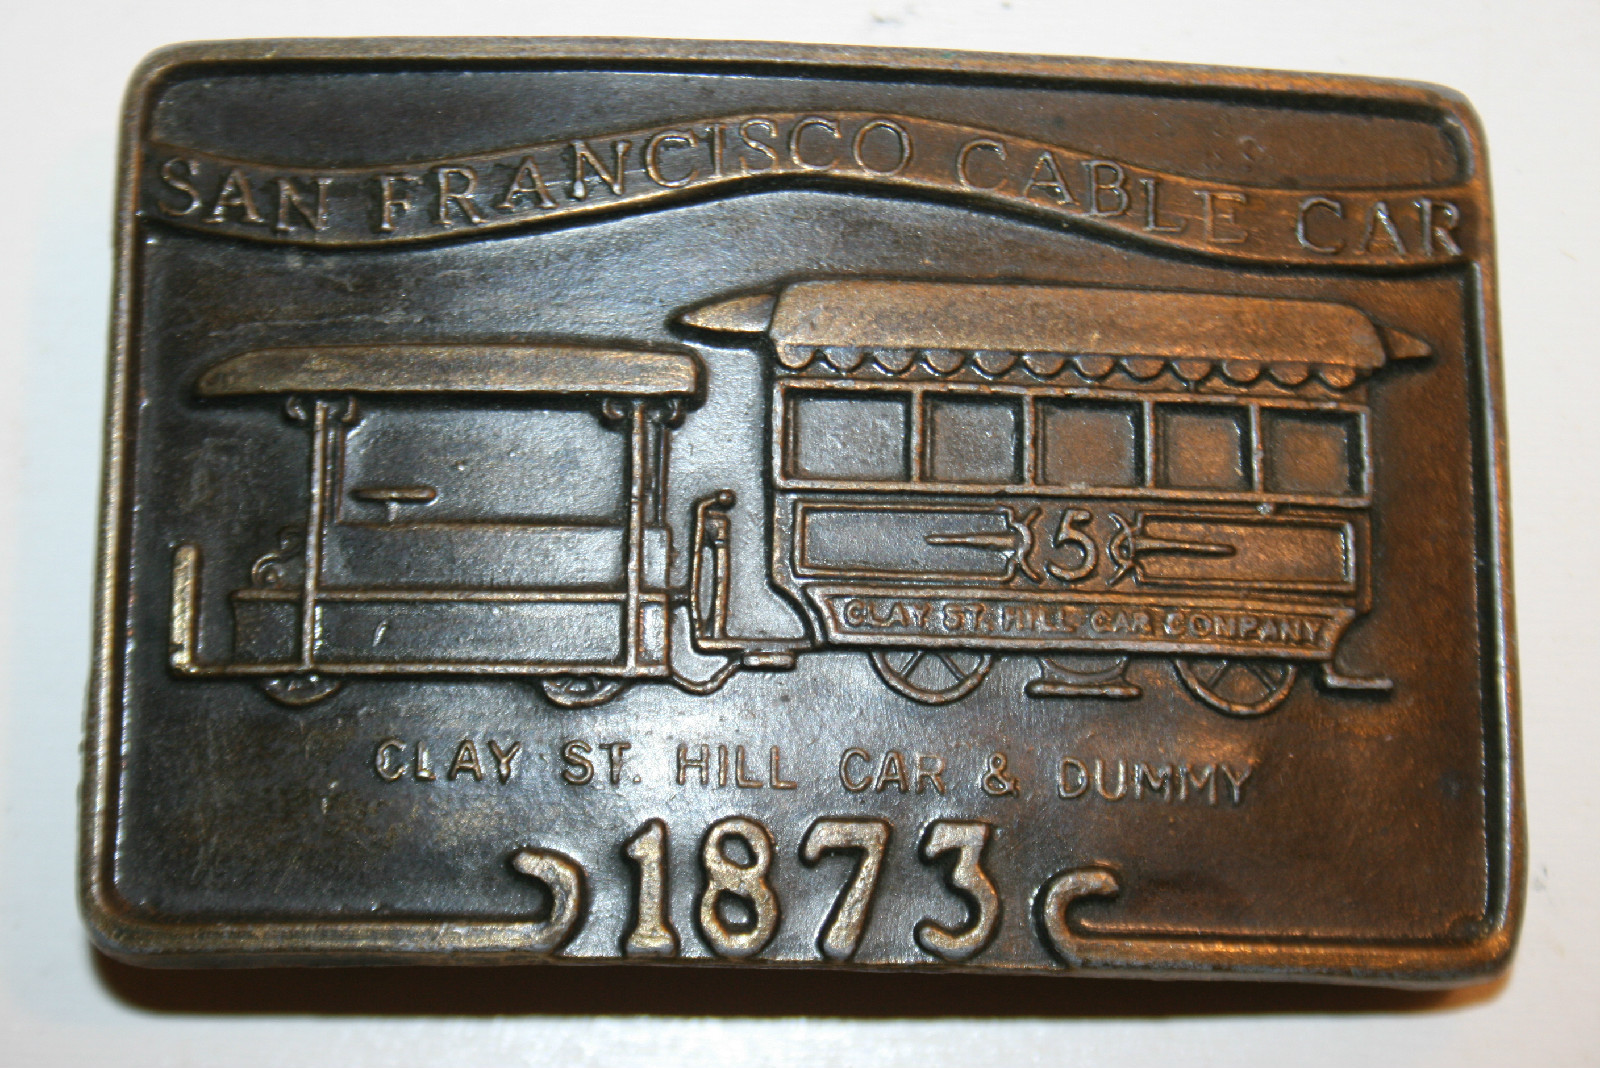 SAN FRANCISCO CABLE CAR
5
CLAY ST. HILL CAR COMPANY
CLAY ST. HILL CAR & DUMMY
1873